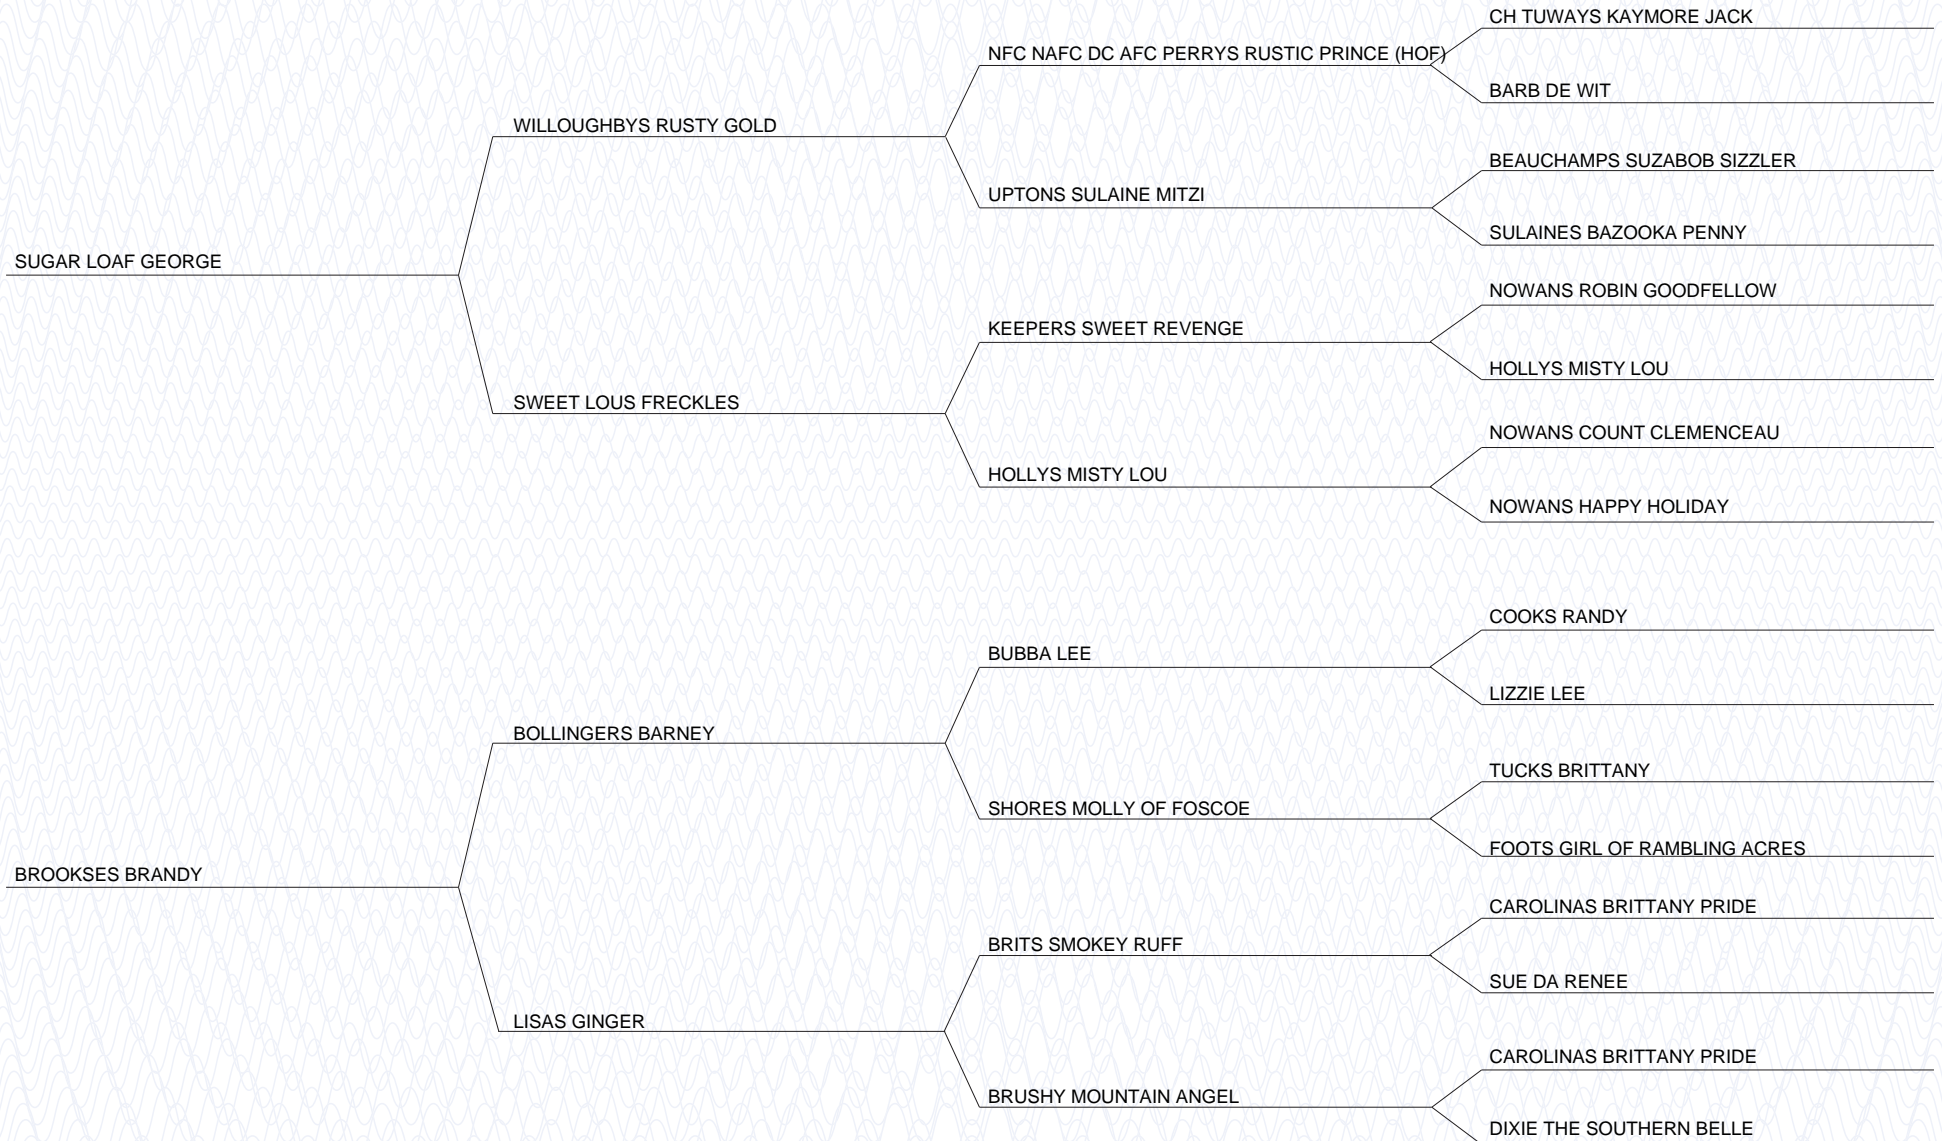 CH TUWAYS KAYMORE JACK
NFC NAFC DC AFC PERRYS RUSTIC PRINCE (HOF)
BARB DE WIT
WILLOUGHBYS RUSTY GOLD
BEAUCHAMPS SUZABOB SIZZLER
UPTONS SULAINE MITZI
SULAINES BAZOOKA PENNY
SUGAR LOAF GEORGE
NOWANS ROBIN GOODFELLOW
KEEPERS SWEET REVENGE
HOLLYS MISTY LOU
SWEET LOUS FRECKLES
NOWANS COUNT CLEMENCEAU
HOLLYS MISTY LOU
NOWANS HAPPY HOLIDAY
COOKS RANDY
BUBBA LEE
LIZZIE LEE
BOLLINGERS BARNEY
TUCKS BRITTANY
SHORES MOLLY OF FOSCOE
FOOTS GIRL OF RAMBLING ACRES
BROOKSES BRANDY
CAROLINAS BRITTANY PRIDE
BRITS SMOKEY RUFF
SUE DA RENEE
LISAS GINGER
CAROLINAS BRITTANY PRIDE
BRUSHY MOUNTAIN ANGEL
DIXIE THE SOUTHERN BELLE